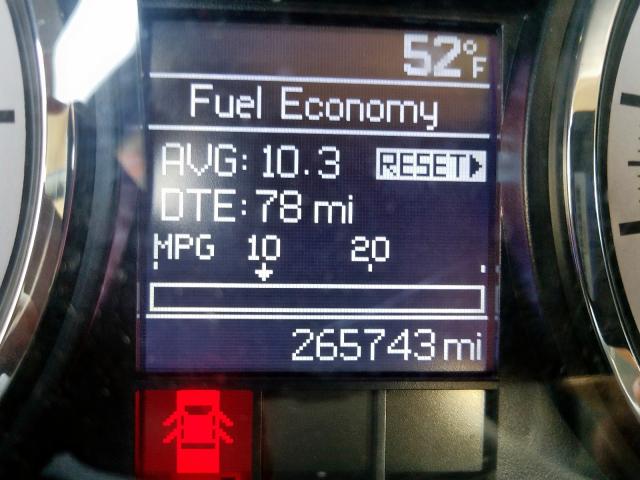 52°F
Fuel Economy
AVG: 10.3 RESET
DTE: 78 mi
MPG 10 20
265743 mi